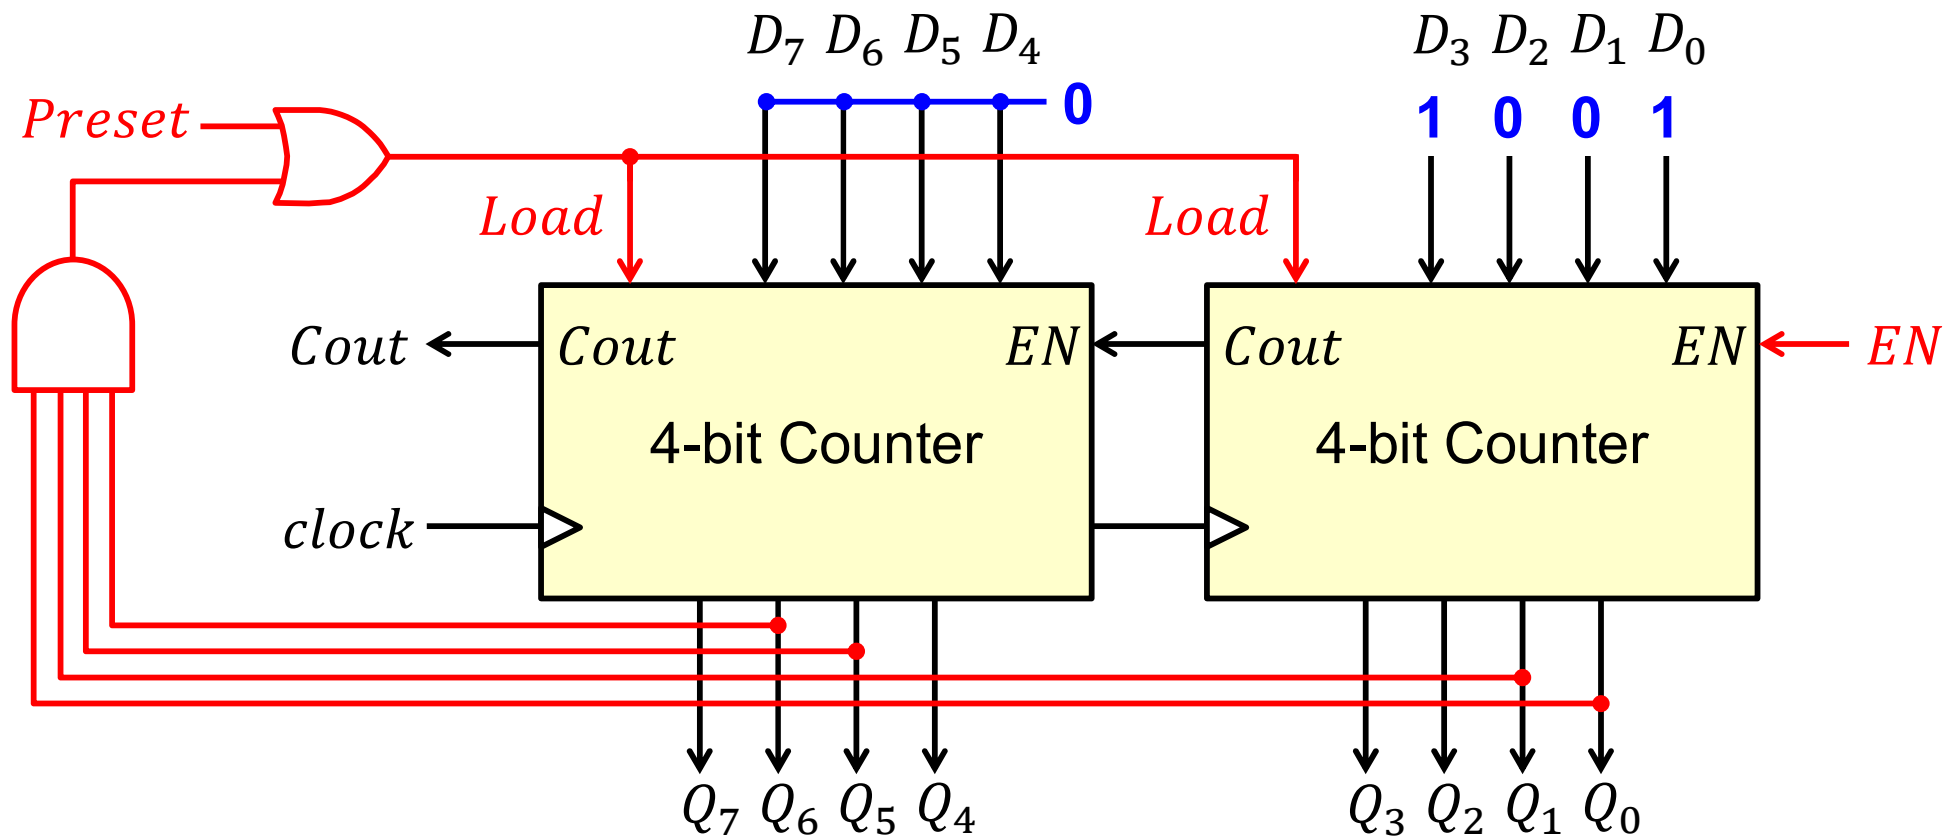 D₇ D₆ D₅ D₄ D₃ D₂ D₁ D₀
Preset 0 1 0 0 1
Load Load
Cout Cout EN Cout EN EN
4-bit Counter 4-bit Counter
clock
Q₇ Q₆ Q₅ Q₄ Q₃ Q₂ Q₁ Q₀